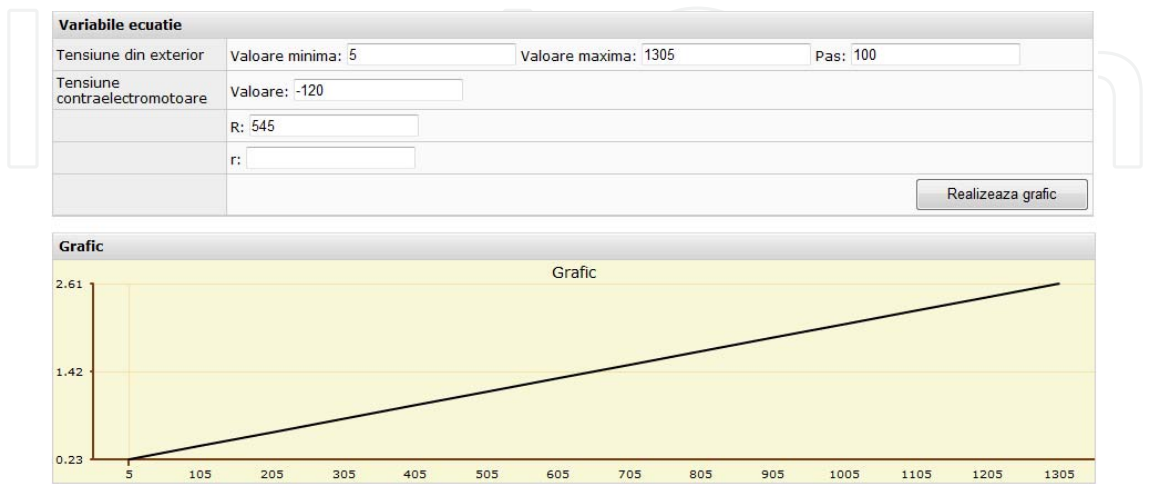 Variabile ecuatie
Tensiune din exterior Valoare minima: 5 Valoare maxima: 1305 Pas: 100
Tensiune
contraelectromotoare Valoare: -120
R: 545
r:
Realizeaza grafic
Grafic
Grafic
2.61
1.42
0.23
5 105 205 305 405 505 605 705 805 905 1005 1105 1205 1305